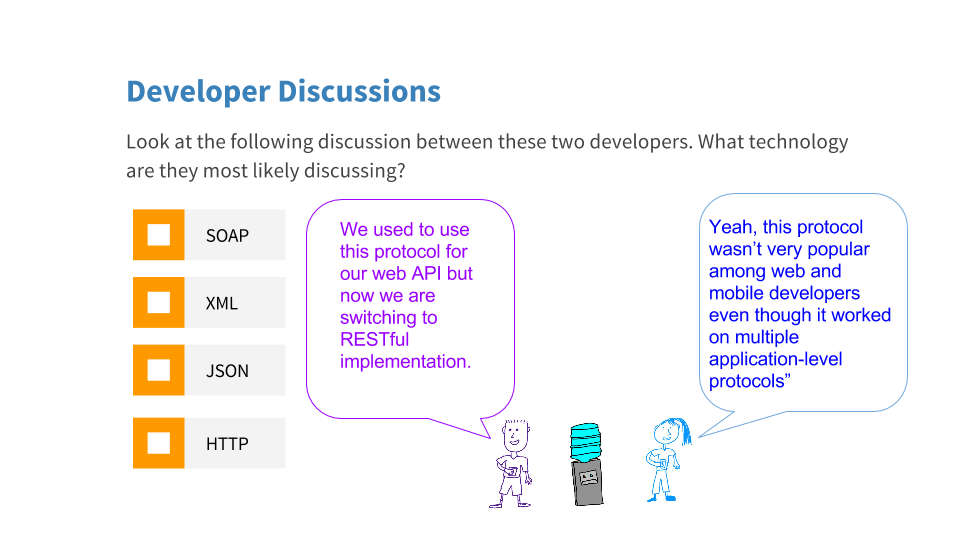 Developer Discussions
Look at the following discussion between these two developers. What technology
are they most likely discussing?
SOAP
XML
JSON
HTTP
We used to use
this protocol for
our web API but
now we are
switching to
RESTful
implementation.
Yeah, this protocol
wasn’t very popular
among web and
mobile developers
even though it worked
on multiple
application-level
protocols”